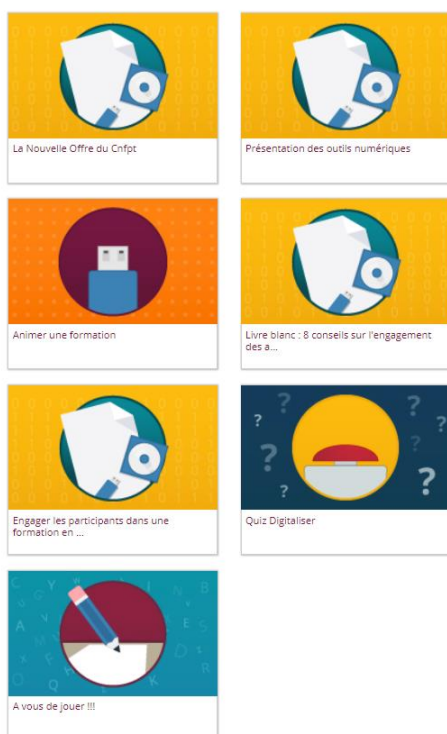 La Nouvelle Offre du Cnfpt
Présentation des outils numériques
Animer une formation
Livre blanc : 8 conseils sur l'engagement
des a...
Engager les participants dans une
formation en ...
Quiz Digitaliser
A vous de jouer !!!